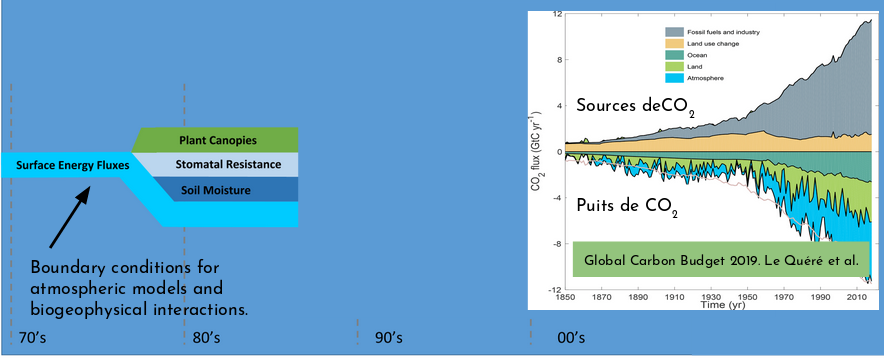 Plant Canopies
Surface Energy Fluxes
Stomatal Resistance
Soil Moisture
Boundary conditions for
atmospheric models and
biogeophysical interactions.
70's
80's
90's
00's
12
8
4
0
-4
-8
-12
CO2 flux (GtC yr-1)
Fossil fuels and industry
Land use change
Ocean
Land
Atmosphere
Sources deCO2
Puits de CO2
Global Carbon Budget 2019. Le Quéré et al.
1850 1870 1890 1910 1930 1950 1970 1990 2010
Time (yr)